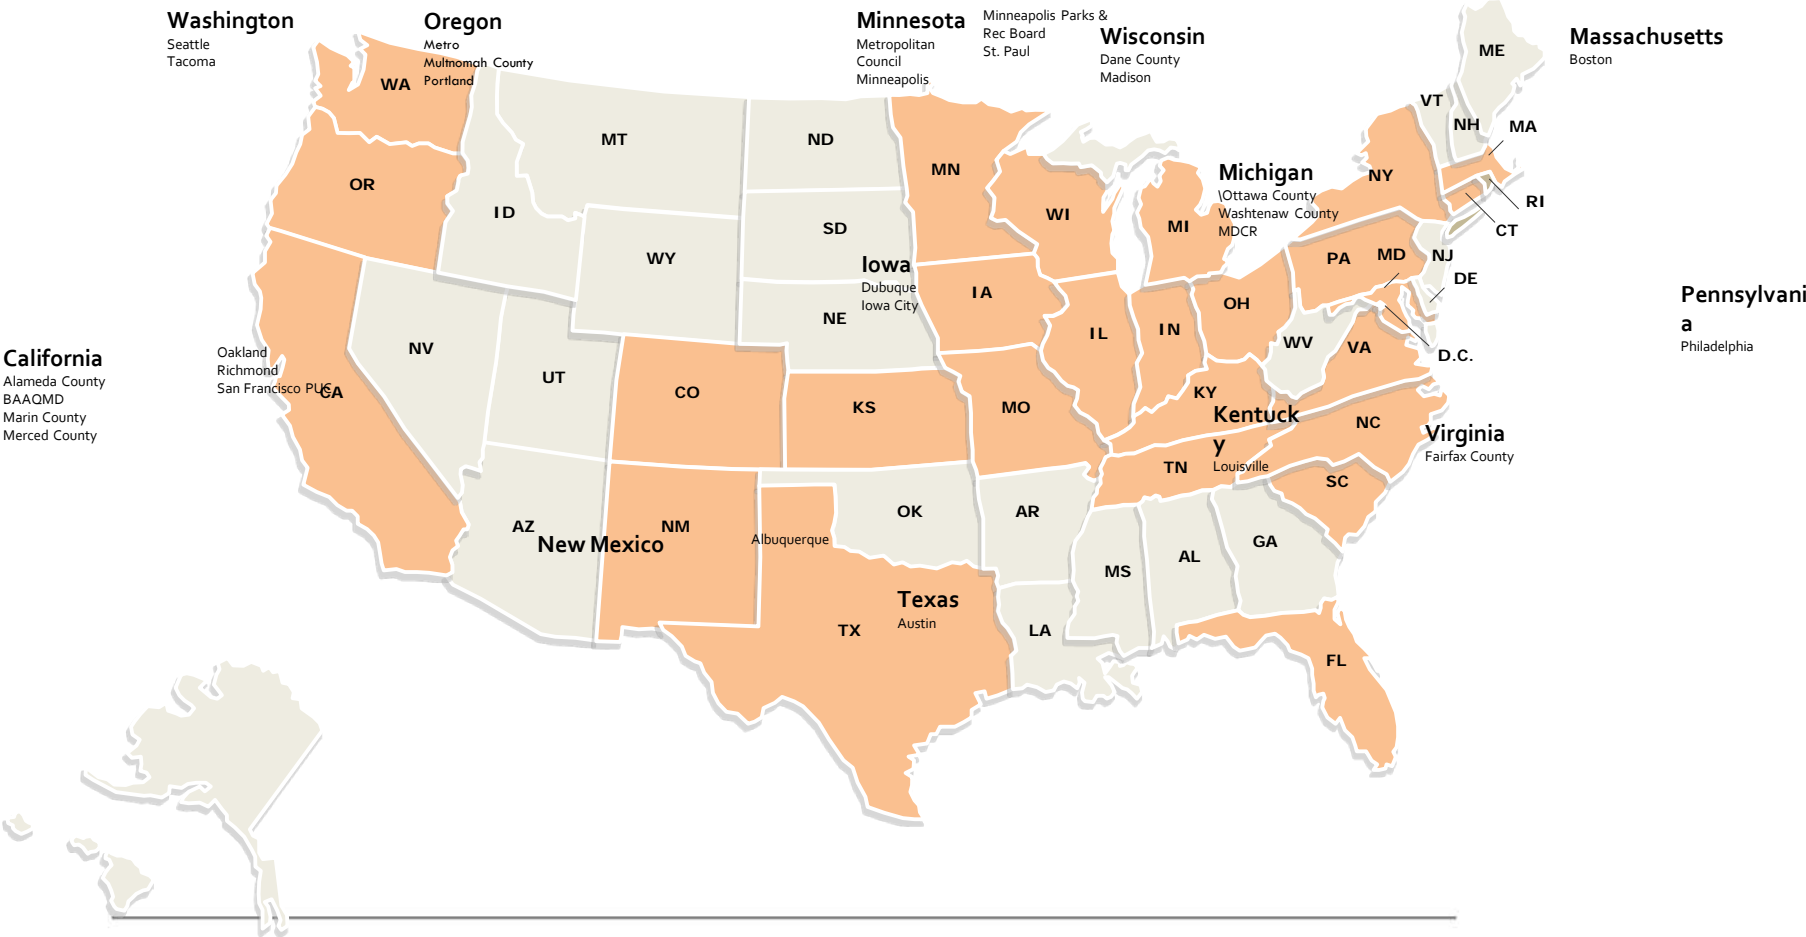 Washington
Seattle
Tacoma
Oregon
Metro
Multnomah County
Portland
Minnesota
Metropolitan
Council
Minneapolis
Minneapolis Parks &
Rec Board
St. Paul
Wisconsin
Dane County
Madison
Massachusetts
Boston
ME
WA
VT
NH
MA
MT
ND
MN
OR
ID
SD
WI
Michigan
\Ottawa County
Washtenaw County
MDCR
MI
NY
RI
CT
WY
Iowa
Dubuque
Iowa City
IA
NE
PA
MD
NJ
DE
OH
IL
IN
WV
VA
D.C.
Pennsylvani
a
Philadelphia
California
Alameda County
BAAQMD
Marin County
Merced County
Oakland
Richmond
San Francisco PUC
CA
NV
UT
CO
KS
MO
KY
Kentuck
y
Louisville
TN
NC
Virginia
Fairfax County
SC
AZ
New Mexico
NM
Albuquerque
OK
AR
MS
AL
GA
Texas
Austin
TX
LA
FL